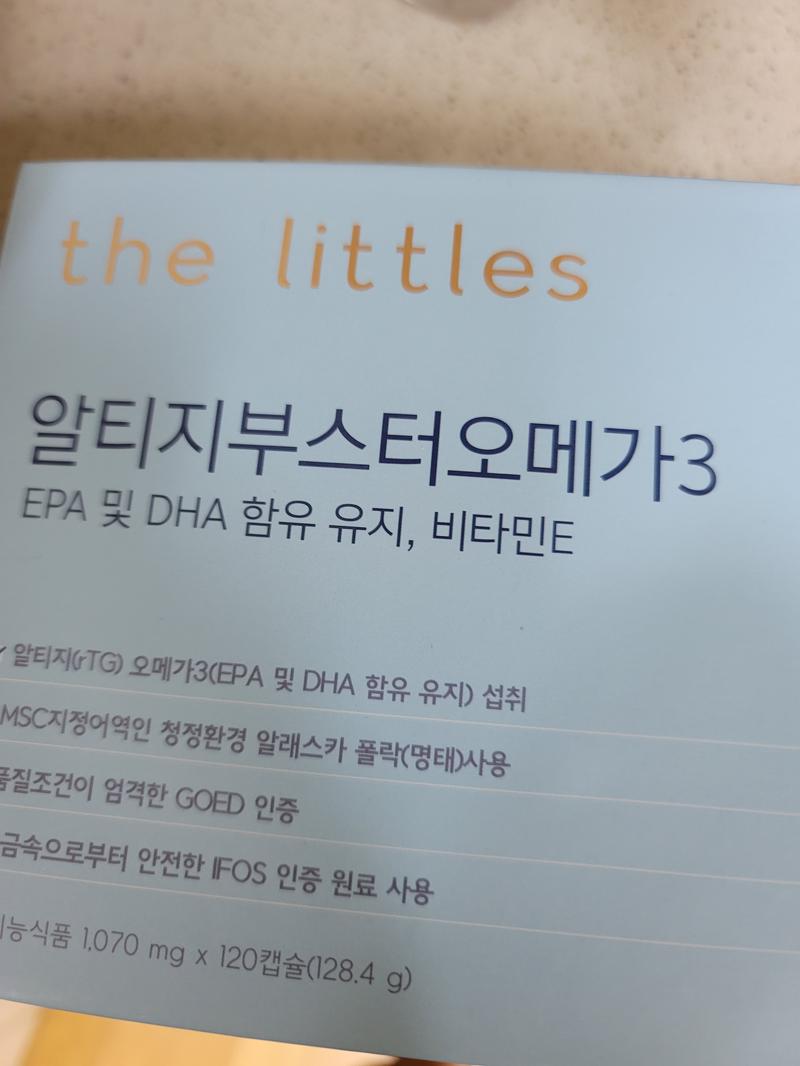 the littles
알티지부스터오메가3
EPA 및 DHA 함유 유지, 비타민E
알티지(rTG) 오메가3(EPA 및 DHA 함유 유지) 섭취
MSC지정어역인 청정환경 알래스카 폴락(명태)사용
품질조건이 엄격한 GOED 인증
금속으로부터 안전한 IFOS 인증 원료 사용
기능식품 1,070 mg x 120캡슐(128.4 g)